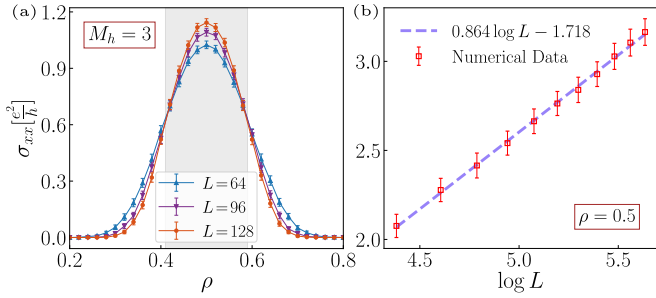 (a)
M_h = 3
σ_xx [e²/h]
1.2
0.9
0.6
0.3
0.0
L = 64
L = 96
L = 128
0.2 0.4 0.6 0.8
ρ
(b)
0.864 log L − 1.718
Numerical Data
3.0
2.5
2.0
ρ = 0.5
4.5 5.0 5.5
log L